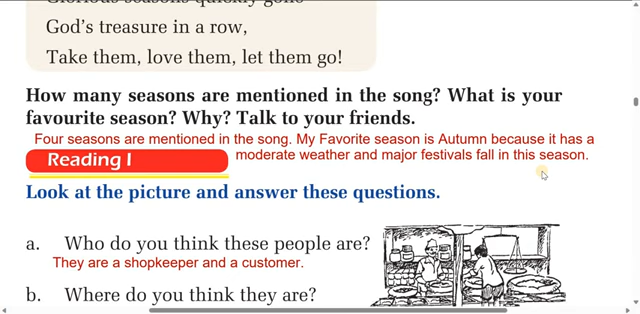 God's treasure in a row,
Take them, love them, let them go!
How many seasons are mentioned in the song? What is your
favourite season? Why? Talk to your friends.
Four seasons are mentioned in the song. My Favorite season is Autumn because it has a
moderate weather and major festivals fall in this season.
Reading I
Look at the picture and answer these questions.
a. Who do you think these people are?
They are a shopkeeper and a customer.
b. Where do you think they are?